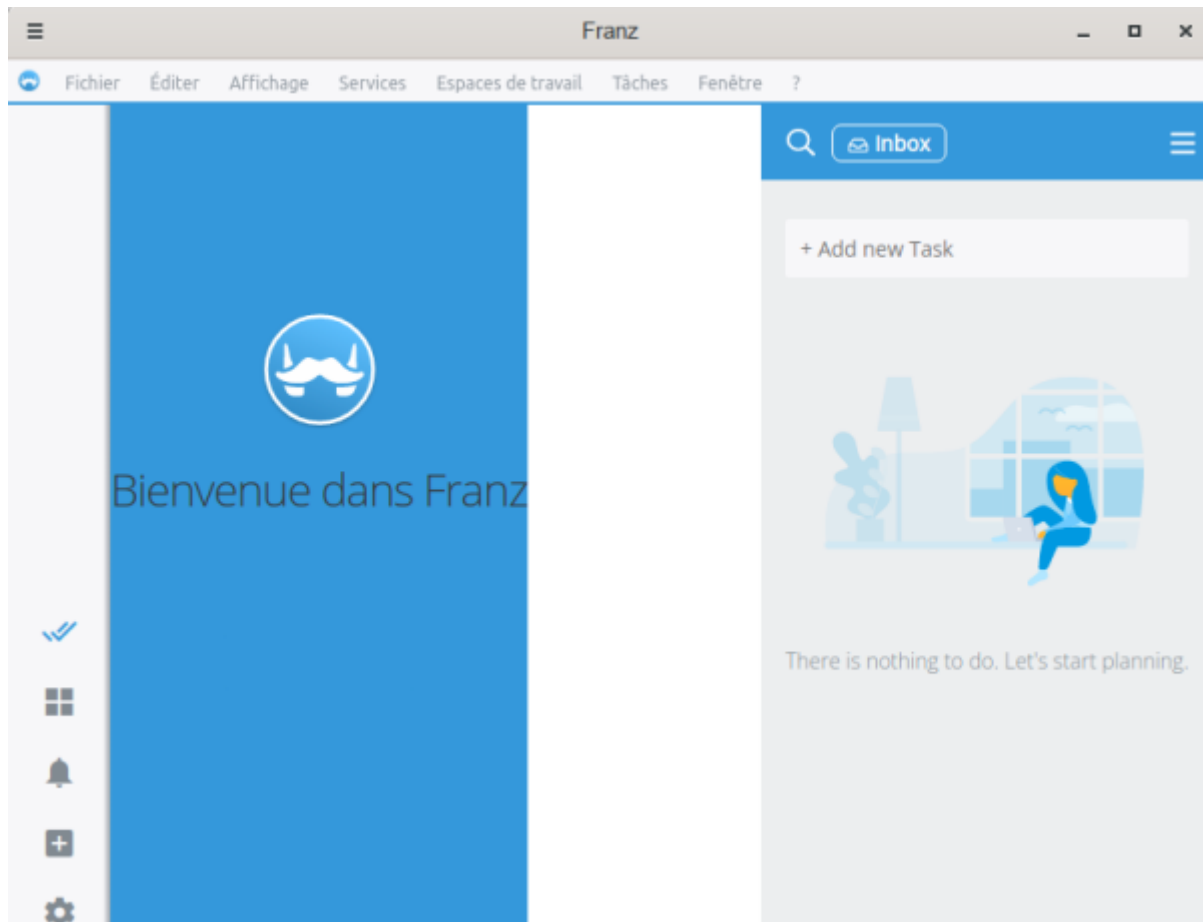 Franz
Fichier Éditer Affichage Services Espaces de travail Tâches Fenêtre ?
Inbox
+ Add new Task
Bienvenue dans Franz
There is nothing to do. Let's start planning.